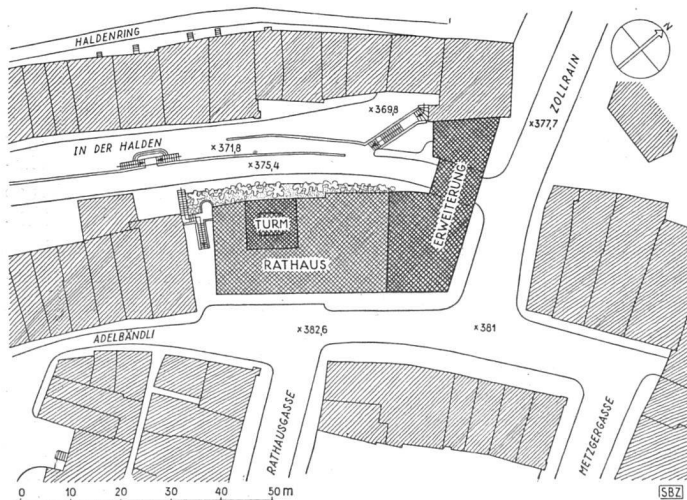 HALDENRING
ZOLLRAIN
x 369,8
x 377,7
IN DER HALDEN
x 371,8
x 375,4
ERWEITERUNG
TURM
RATHAUS
x 382,6
x 381
ADELBÄNDLI
RATHAUSGASSE
METZGERGASSE
0 10 20 30 40 50 m
SBZ
N